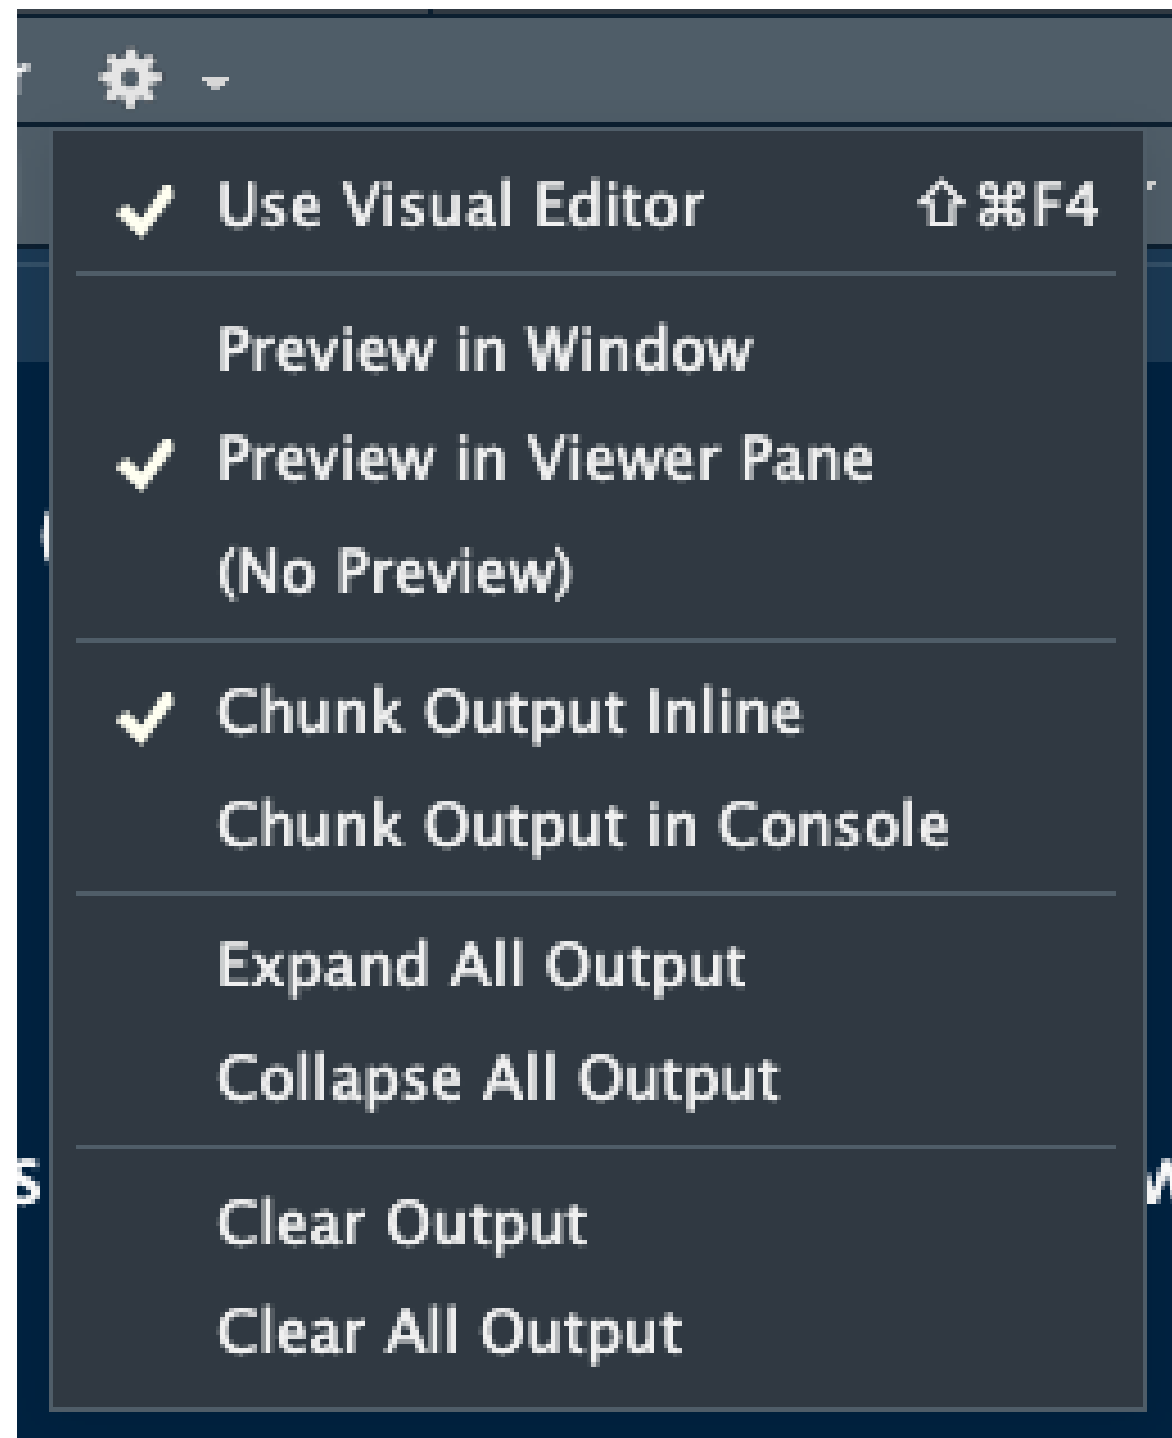 Use Visual Editor ⇧⌘F4
Preview in Window
Preview in Viewer Pane
(No Preview)
Chunk Output Inline
Chunk Output in Console
Expand All Output
Collapse All Output
Clear Output
Clear All Output